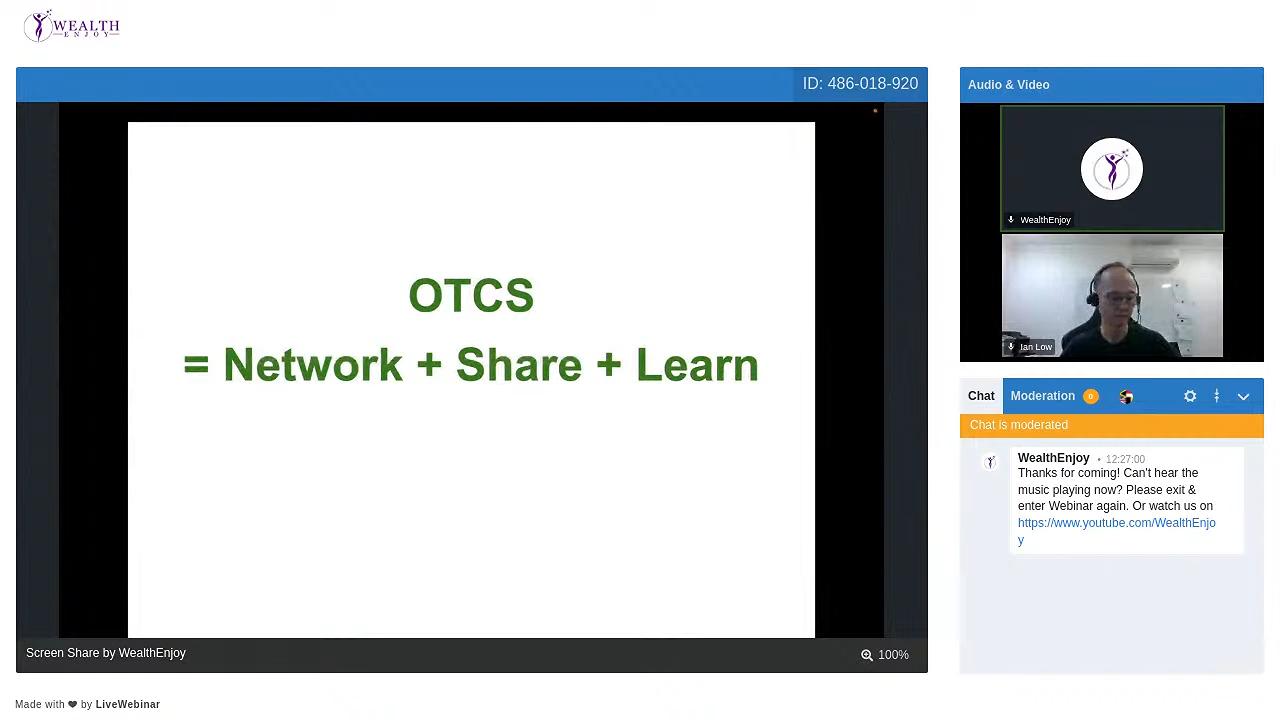 WEALTH
ENJOY
ID: 486-018-920
OTCS
= Network + Share + Learn
Screen Share by WealthEnjoy
100%
Audio & Video
WealthEnjoy
Ian Low
Chat
Moderation
0
Chat is moderated
WealthEnjoy • 12:27:00
Thanks for coming! Can't hear the
music playing now? Please exit &
enter Webinar again. Or watch us on
https://www.youtube.com/WealthEnjo
y
Made with ❤ by LiveWebinar